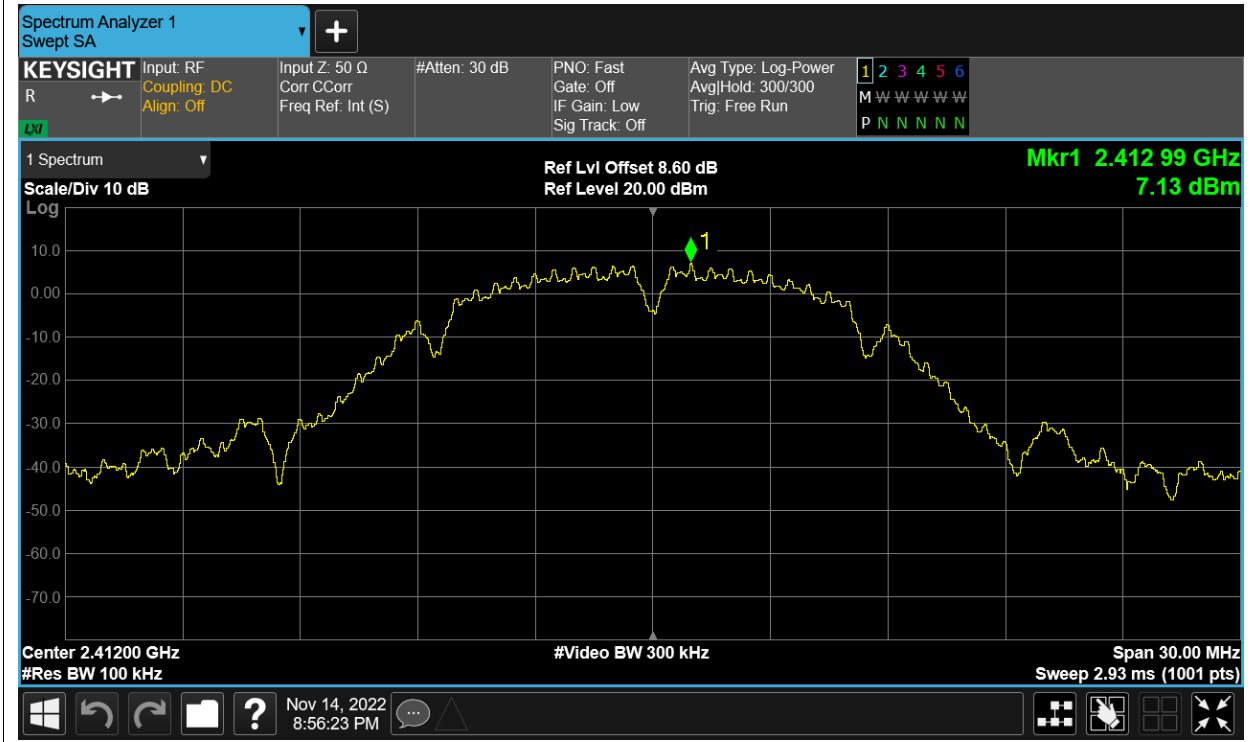 Spectrum Analyzer 1
Swept SA
+
KEYSIGHT
R
LXI
Input: RF
Coupling: DC
Align: Off
Input Z: 50 Ω
Corr CCorr
Freq Ref: Int (S)
#Atten: 30 dB
PNO: Fast
Gate: Off
IF Gain: Low
Sig Track: Off
Avg Type: Log-Power
Avg|Hold: 300/300
Trig: Free Run
1 2 3 4 5 6
M W W W W W
P N N N N N
1 Spectrum
Scale/Div 10 dB
Log
Ref Lvl Offset 8.60 dB
Ref Level 20.00 dBm
Mkr1 2.412 99 GHz
7.13 dBm
1
10.0
0.00
-10.0
-20.0
-30.0
-40.0
-50.0
-60.0
-70.0
Center 2.41200 GHz
#Res BW 100 kHz
#Video BW 300 kHz
Span 30.00 MHz
Sweep 2.93 ms (1001 pts)
?
Nov 14, 2022
8:56:23 PM